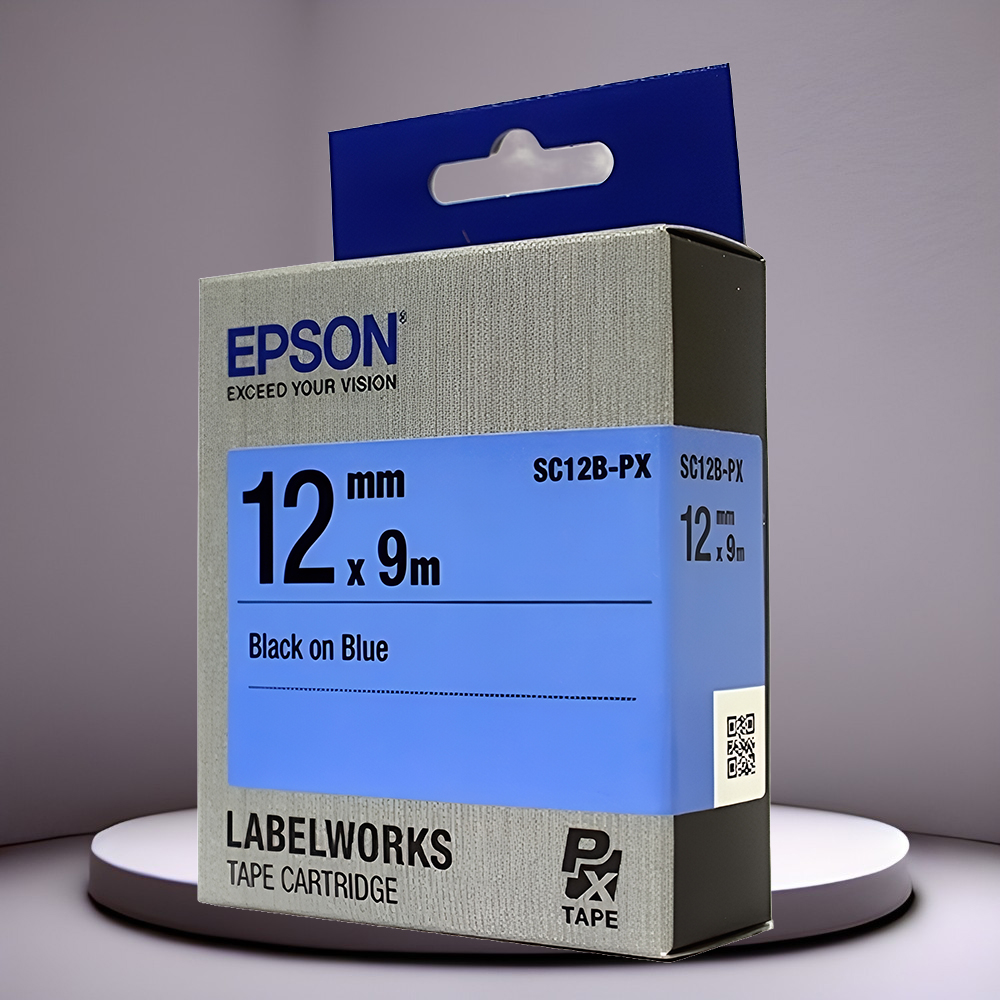 EPSON®
EXCEED YOUR VISION
12 mm x 9m
SC12B-PX
Black on Blue
LABELWORKS
TAPE CARTRIDGE
Px
TAPE
SC12B-PX
12 mm x 9m